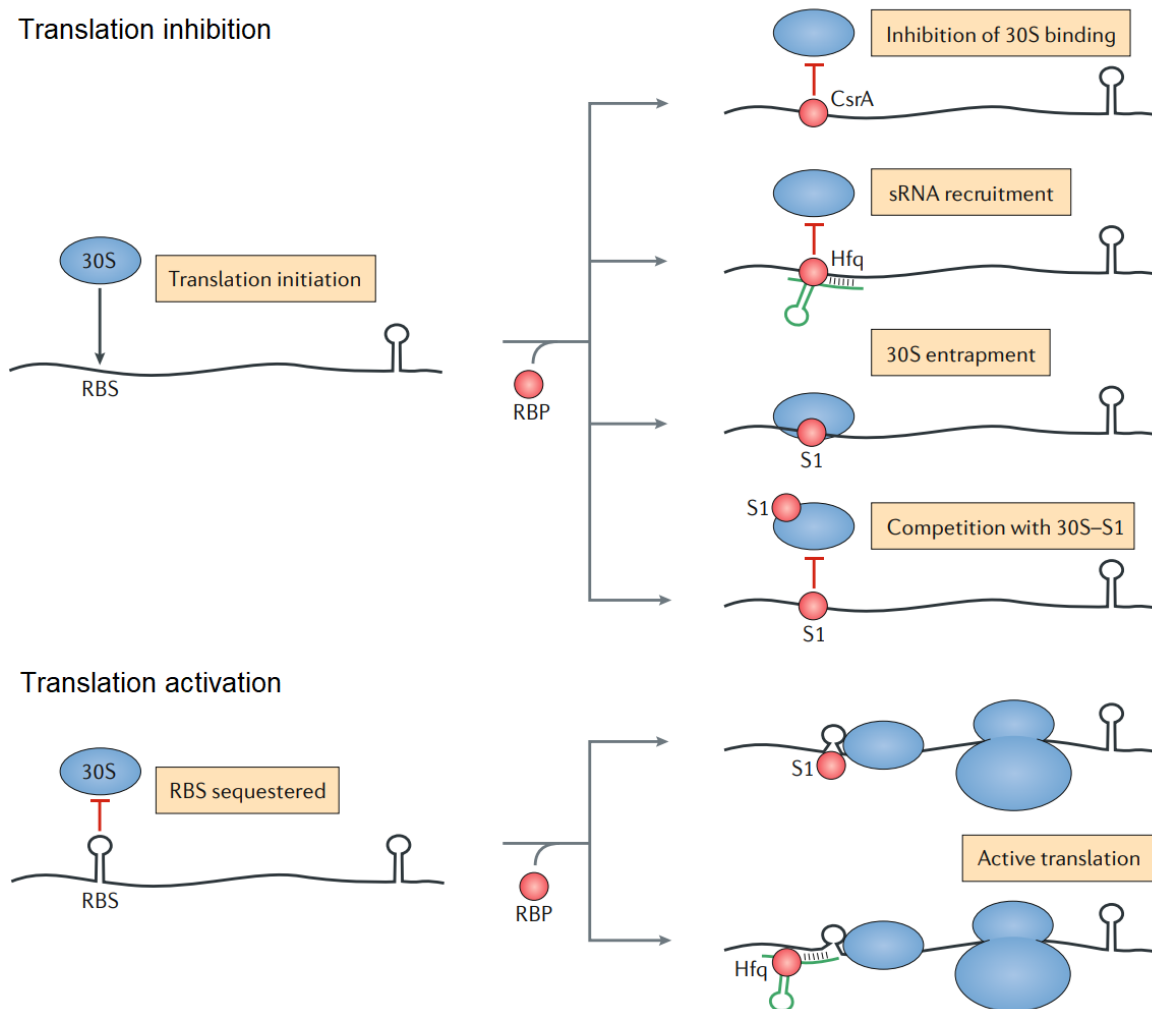 Translation inhibition
Inhibition of 30S binding
CsrA
sRNA recruitment
Hfq
30S
Translation initiation
RBS
30S entrapment
RBP
S1
S1
Competition with 30S–S1
S1
Translation activation
30S
RBS sequestered
S1
RBS
RBP
Active translation
Hfq